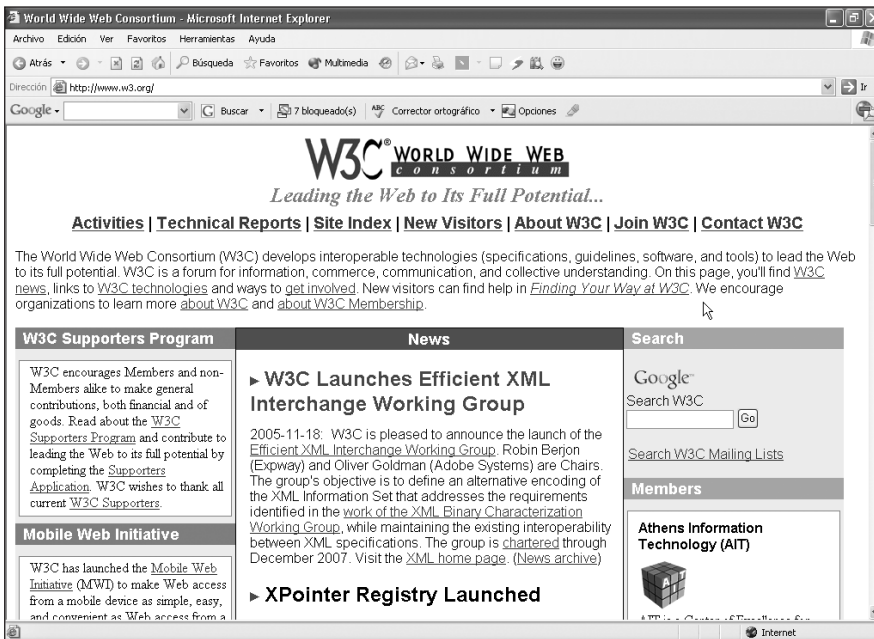 World Wide Web Consortium - Microsoft Internet Explorer
Archivo Edición Ver Favoritos Herramientas Ayuda
Atrás Búsqueda Favoritos Multimedia
Dirección http://www.w3.org/ Ir
Google Buscar 7 bloqueado(s) Corrector ortográfico Opciones
W3C® WORLD WIDE WEB
consortium
Leading the Web to Its Full Potential...
Activities | Technical Reports | Site Index | New Visitors | About W3C | Join W3C | Contact W3C
The World Wide Web Consortium (W3C) develops interoperable technologies (specifications, guidelines, software, and tools) to lead the Web
to its full potential. W3C is a forum for information, commerce, communication, and collective understanding. On this page, you'll find W3C
news, links to W3C technologies and ways to get involved. New visitors can find help in Finding Your Way at W3C. We encourage
organizations to learn more about W3C and about W3C Membership.
W3C Supporters Program
W3C encourages Members and non-
Members alike to make general
contributions, both financial and of
goods. Read about the W3C
Supporters Program and contribute to
leading the Web to its full potential by
completing the Supporters
Application. W3C wishes to thank all
current W3C Supporters.
Mobile Web Initiative
W3C has launched the Mobile Web
Initiative (MWI) to make Web access
from a mobile device as simple, easy,
and convenient as Web access from a
News
W3C Launches Efficient XML
Interchange Working Group
2005-11-18: W3C is pleased to announce the launch of the
Efficient XML Interchange Working Group. Robin Berjon
(Expway) and Oliver Goldman (Adobe Systems) are Chairs.
The group's objective is to define an alternative encoding of
the XML Information Set that addresses the requirements
identified in the work of the XML Binary Characterization
Working Group, while maintaining the existing interoperability
between XML specifications. The group is chartered through
December 2007. Visit the XML home page. (News archive)
XPointer Registry Launched
Search
Google
Search W3C
Go
Search W3C Mailing Lists
Members
Athens Information
Technology (AIT)
AIT
AIT is a Center of Excellence for
Internet